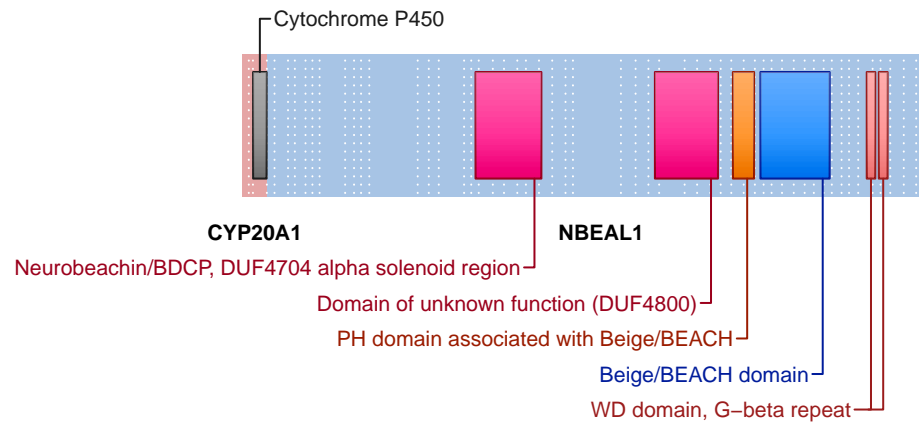 Cytochrome P450
CYP20A1
NBEAL1
Neurobeachin/BDCP, DUF4704 alpha solenoid region
Domain of unknown function (DUF4800)
PH domain associated with Beige/BEACH
Beige/BEACH domain
WD domain, G−beta repeat